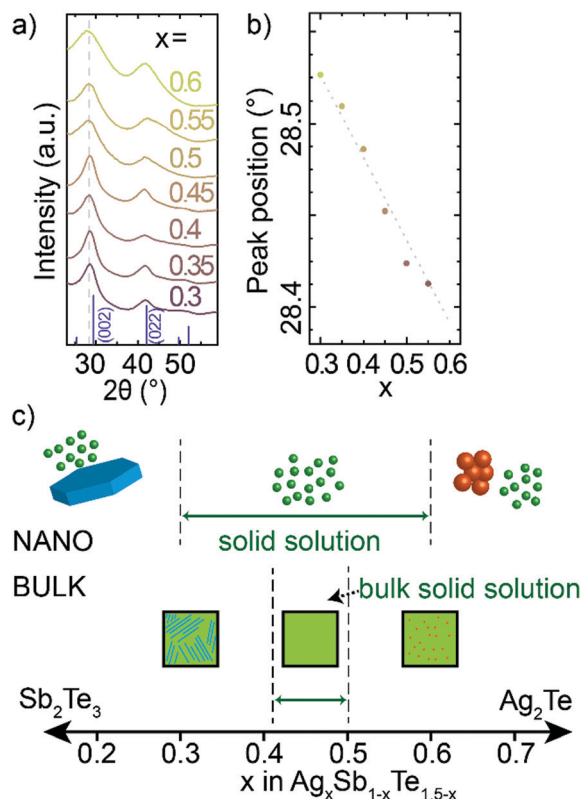 a)
x=
0.6
0.55
0.5
0.45
0.4
0.35
0.3
(002)
(022)
Intensity (a.u.)
30 40 50
2θ (°)
b)
Peak position (°)
28.5
28.4
0.3 0.4 0.5 0.6
x
c)
NANO
solid solution
BULK
bulk solid solution
Sb₂Te₃
Ag₂Te
0.2 0.3 0.4 0.5 0.6 0.7
x in AgₓSb₁₋ₓTe₁.₅₋ₓ